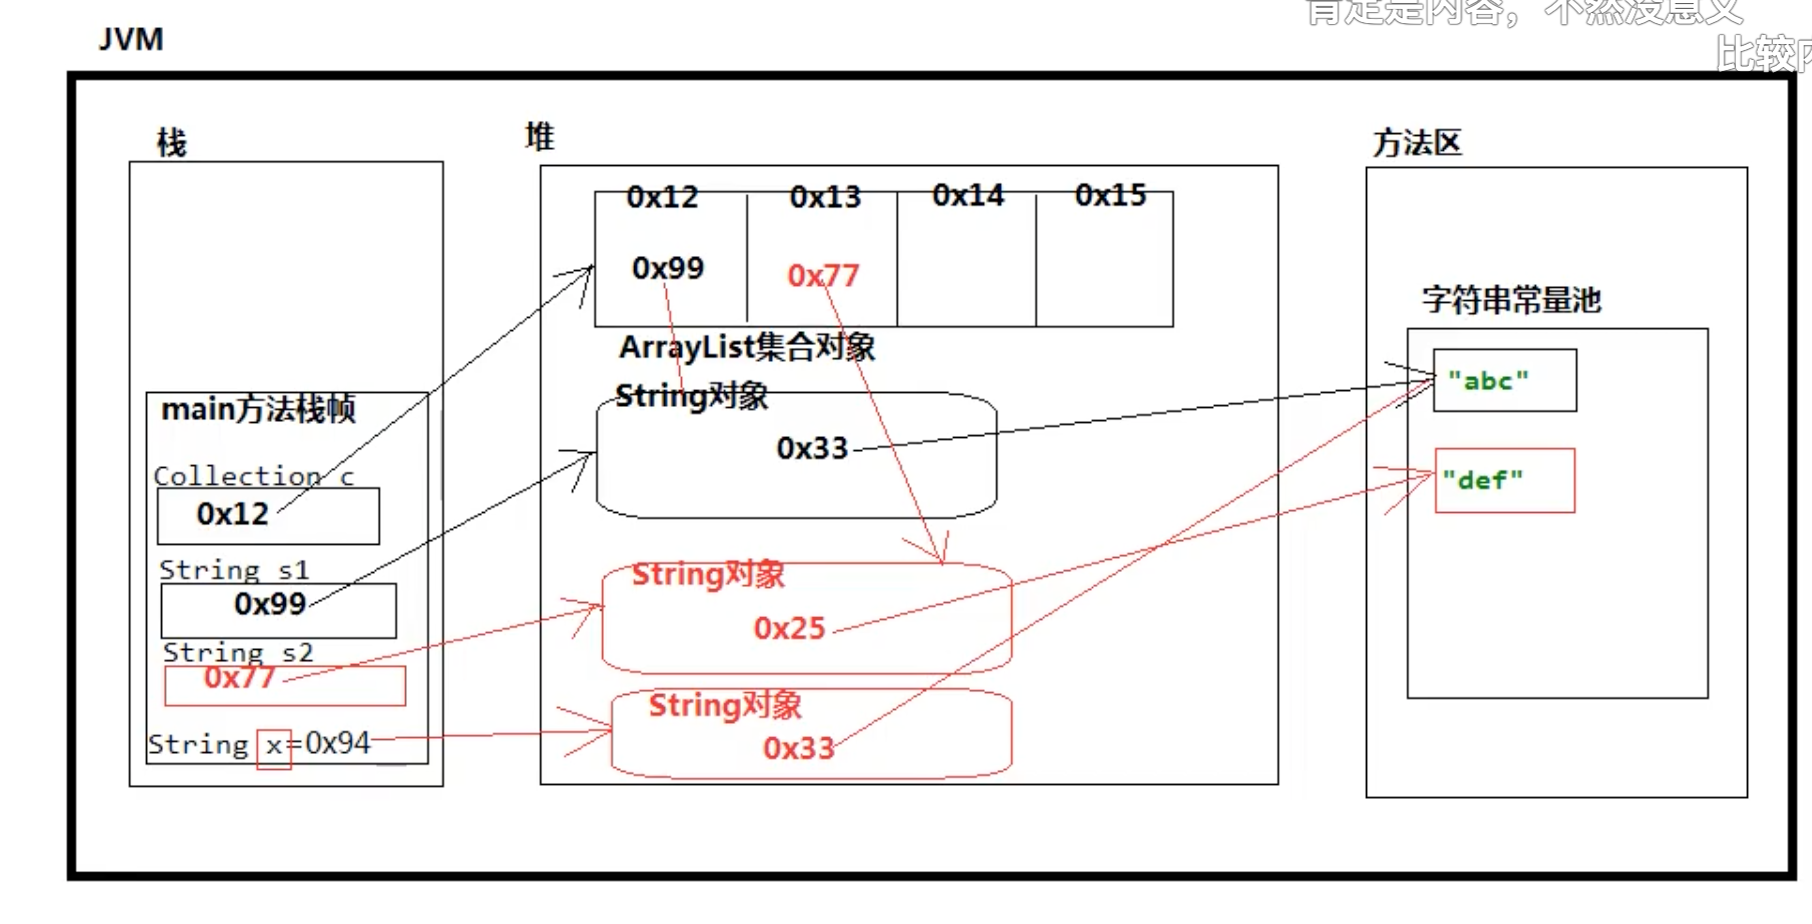 肯定是内容，不然没意义
比较内
JVM
栈
堆
方法区
0x12 0x13 0x14 0x15
0x99 0x77
ArrayList集合对象
字符串常量池
"abc"
"def"
String对象
0x33
main方法栈帧
Collection c
0x12
String s1
0x99
String s2
0x77
String x=0x94
String对象
0x25
String对象
0x33